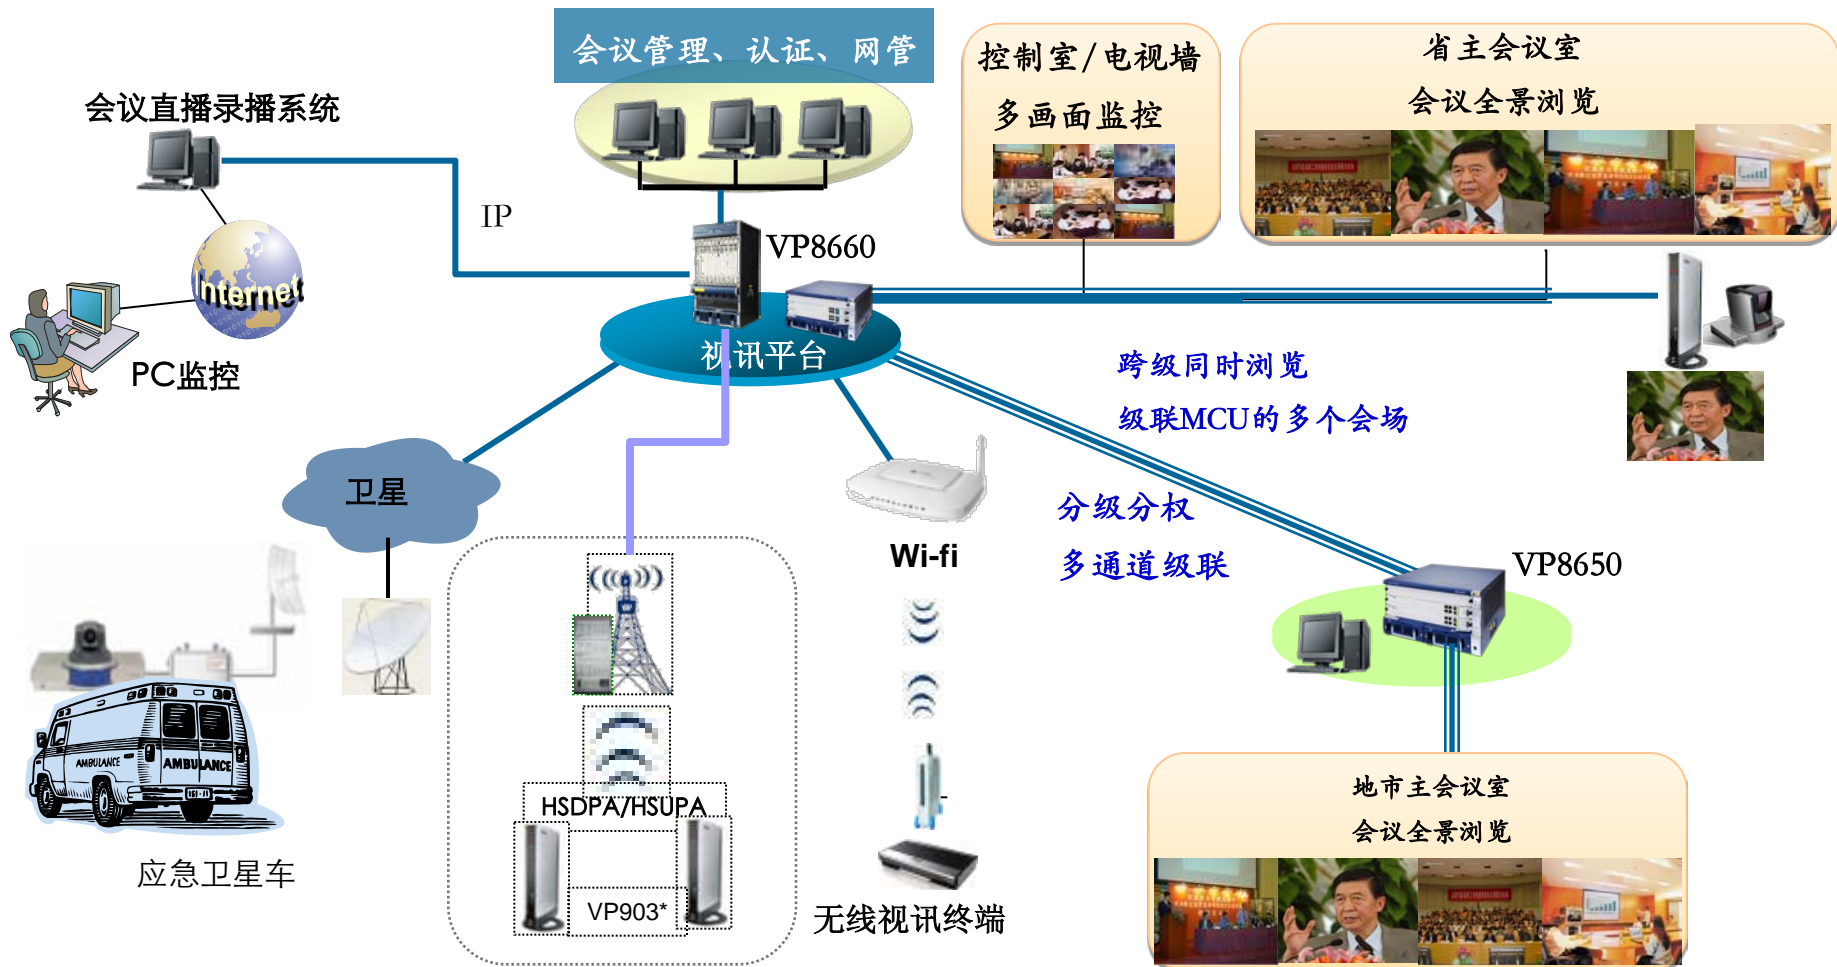 会议管理、认证、网管
控制室/电视墙
多画面监控
省主会议室
会议全景浏览
会议直播录播系统
IP
VP8660
Internet
PC监控
视讯平台
跨级同时浏览
级联MCU的多个会场
卫星
Wi-fi
分级分权
多通道级联
VP8650
AMBULANCE
AMBULANCE
HSDPA/HSUPA
VP903*
应急卫星车
无线视讯终端
地市主会议室
会议全景浏览